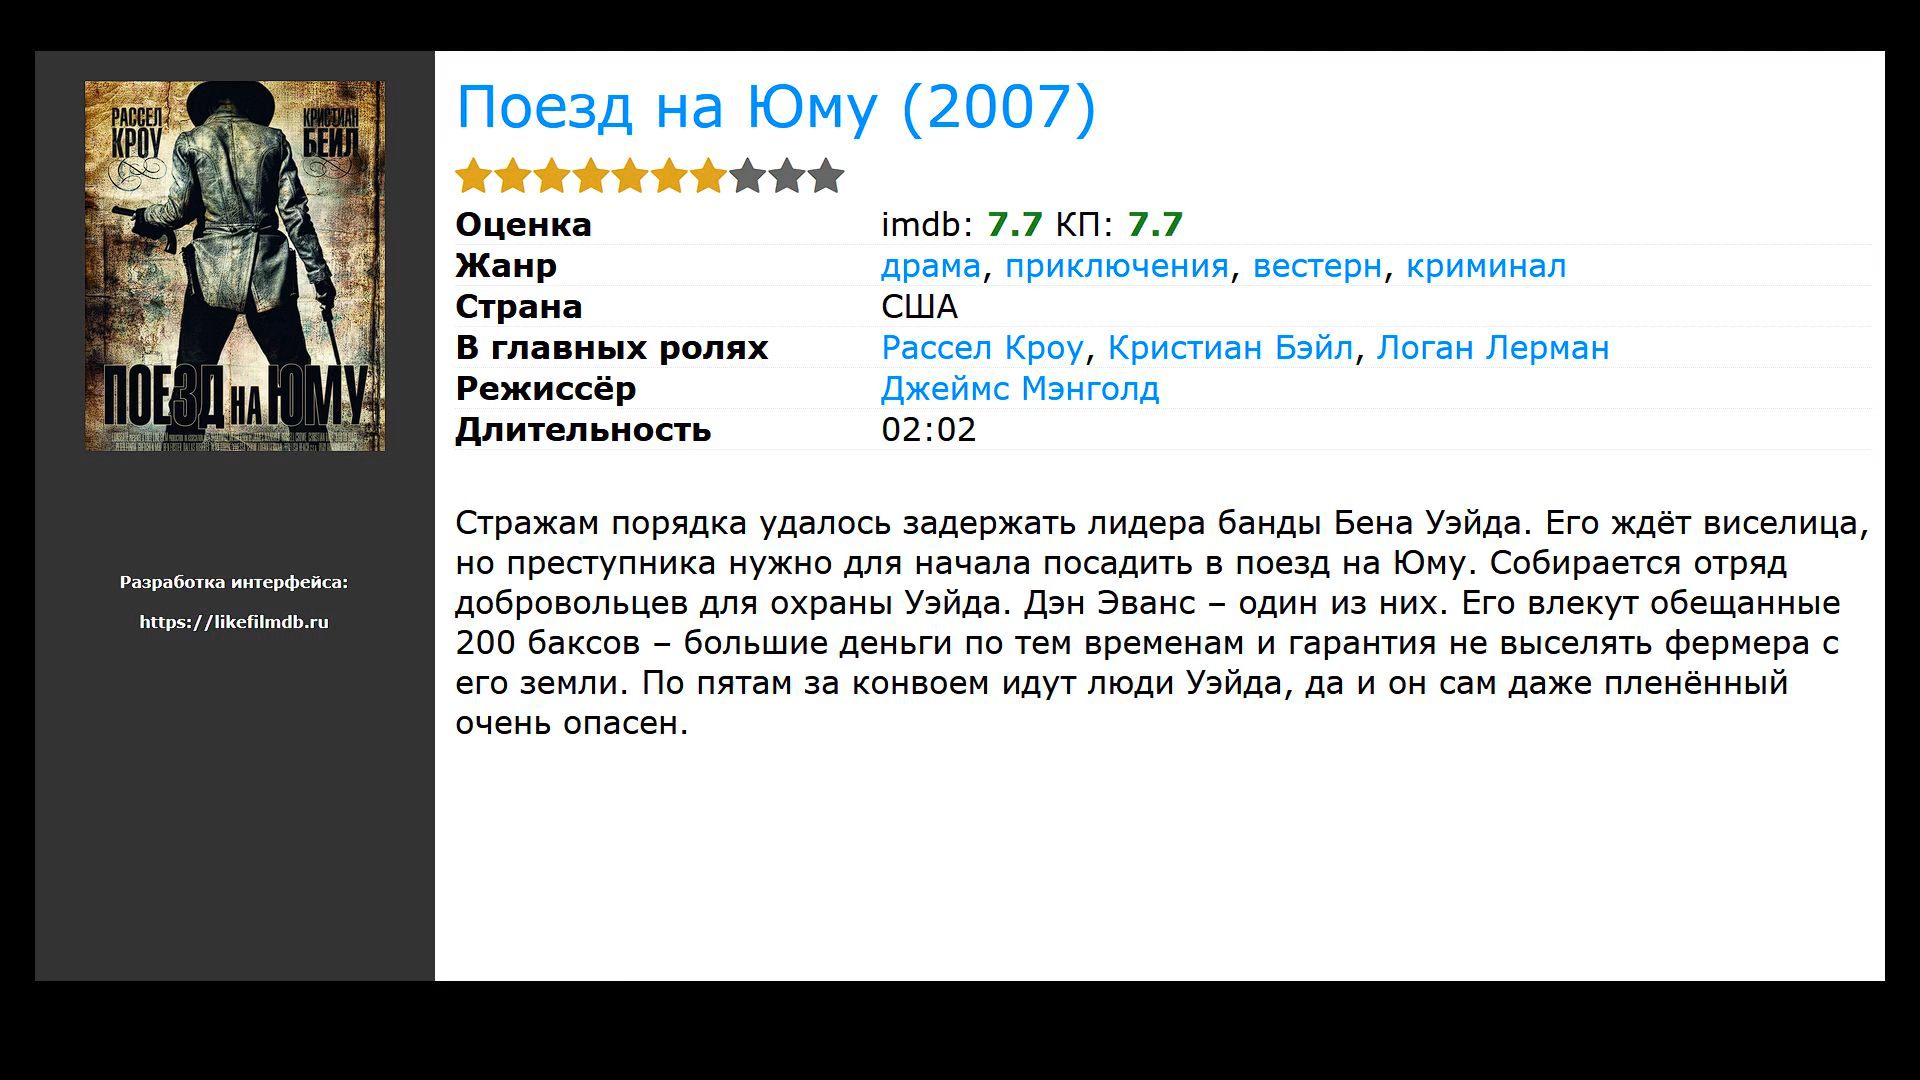 РАССЕЛ
КРОУ
КРИСТИАН
БЕЙЛ
ПОЕЗД НА ЮМУ
Разработка интерфейса:
https://likefilmdb.ru
Поезд на Юму (2007)
Оценка imdb: 7.7 КП: 7.7
Жанр драма, приключения, вестерн, криминал
Страна США
В главных ролях Рассел Кроу, Кристиан Бэйл, Логан Лерман
Режиссёр Джеймс Мэнголд
Длительность 02:02
Стражам порядка удалось задержать лидера банды Бена Уэйда. Его ждёт виселица,
но преступника нужно для начала посадить в поезд на Юму. Собирается отряд
добровольцев для охраны Уэйда. Дэн Эванс – один из них. Его влекут обещанные
200 баксов – большие деньги по тем временам и гарантия не выселять фермера с
его земли. По пятам за конвоем идут люди Уэйда, да и он сам даже пленённый
очень опасен.